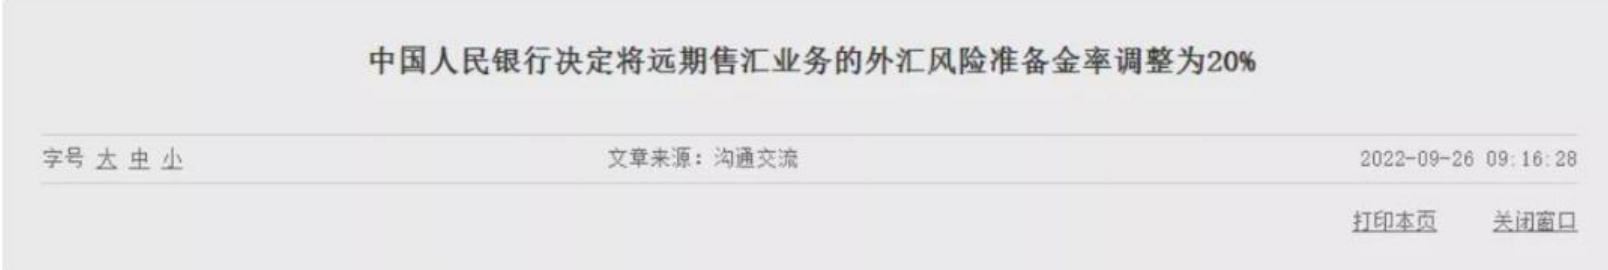 中国人民银行决定将远期售汇业务的外汇风险准备金率调整为20%
字号 大 中 小 文章来源：沟通交流 2022-09-26 09:16:28
打印本页 关闭窗口